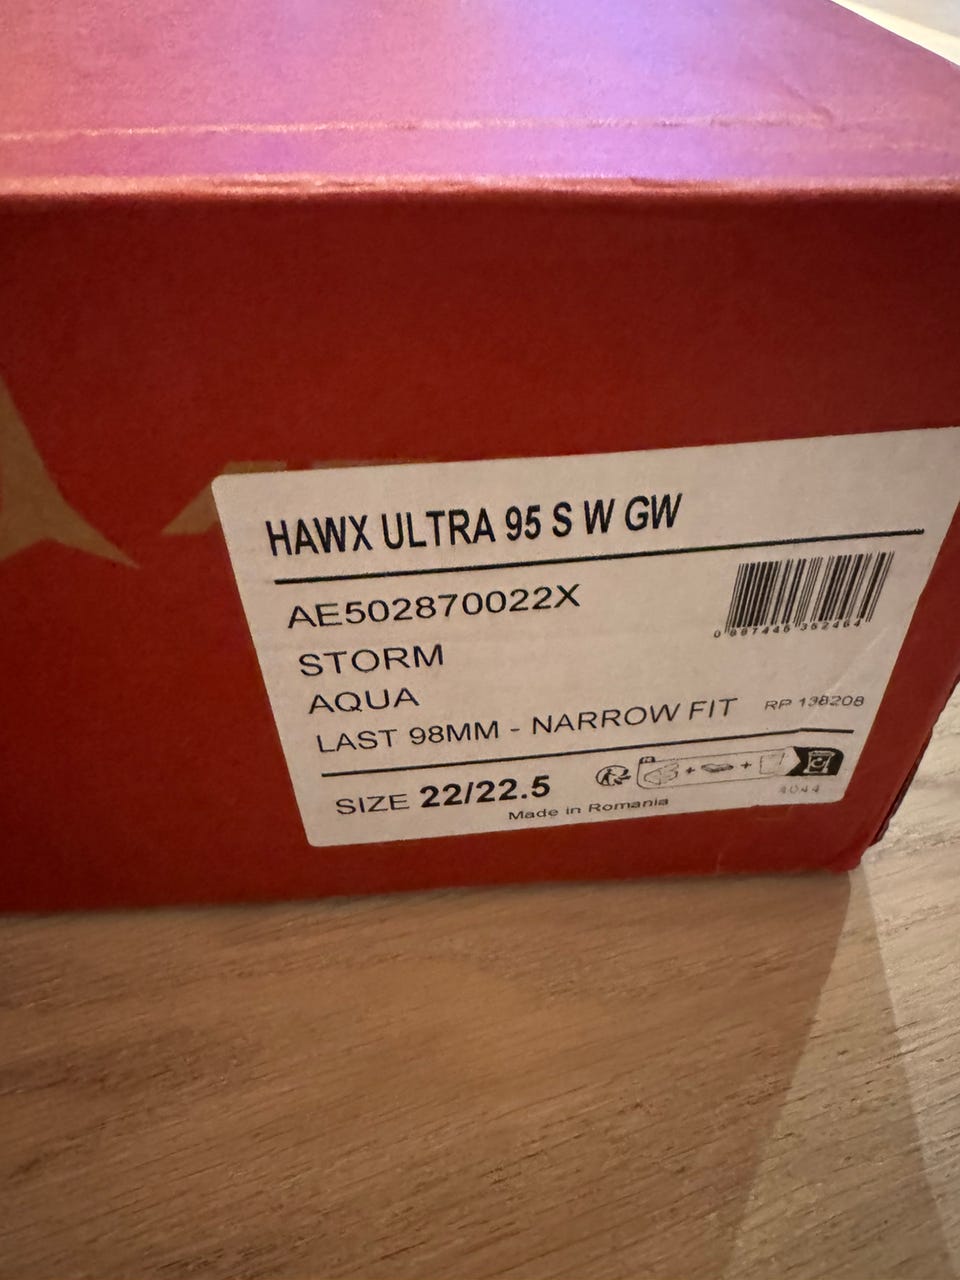 HAWX ULTRA 95 S W GW
AE502870022X
STORM
AQUA
LAST 98MM - NARROW FIT
RP 138208
SIZE 22/22.5
Made in Romania